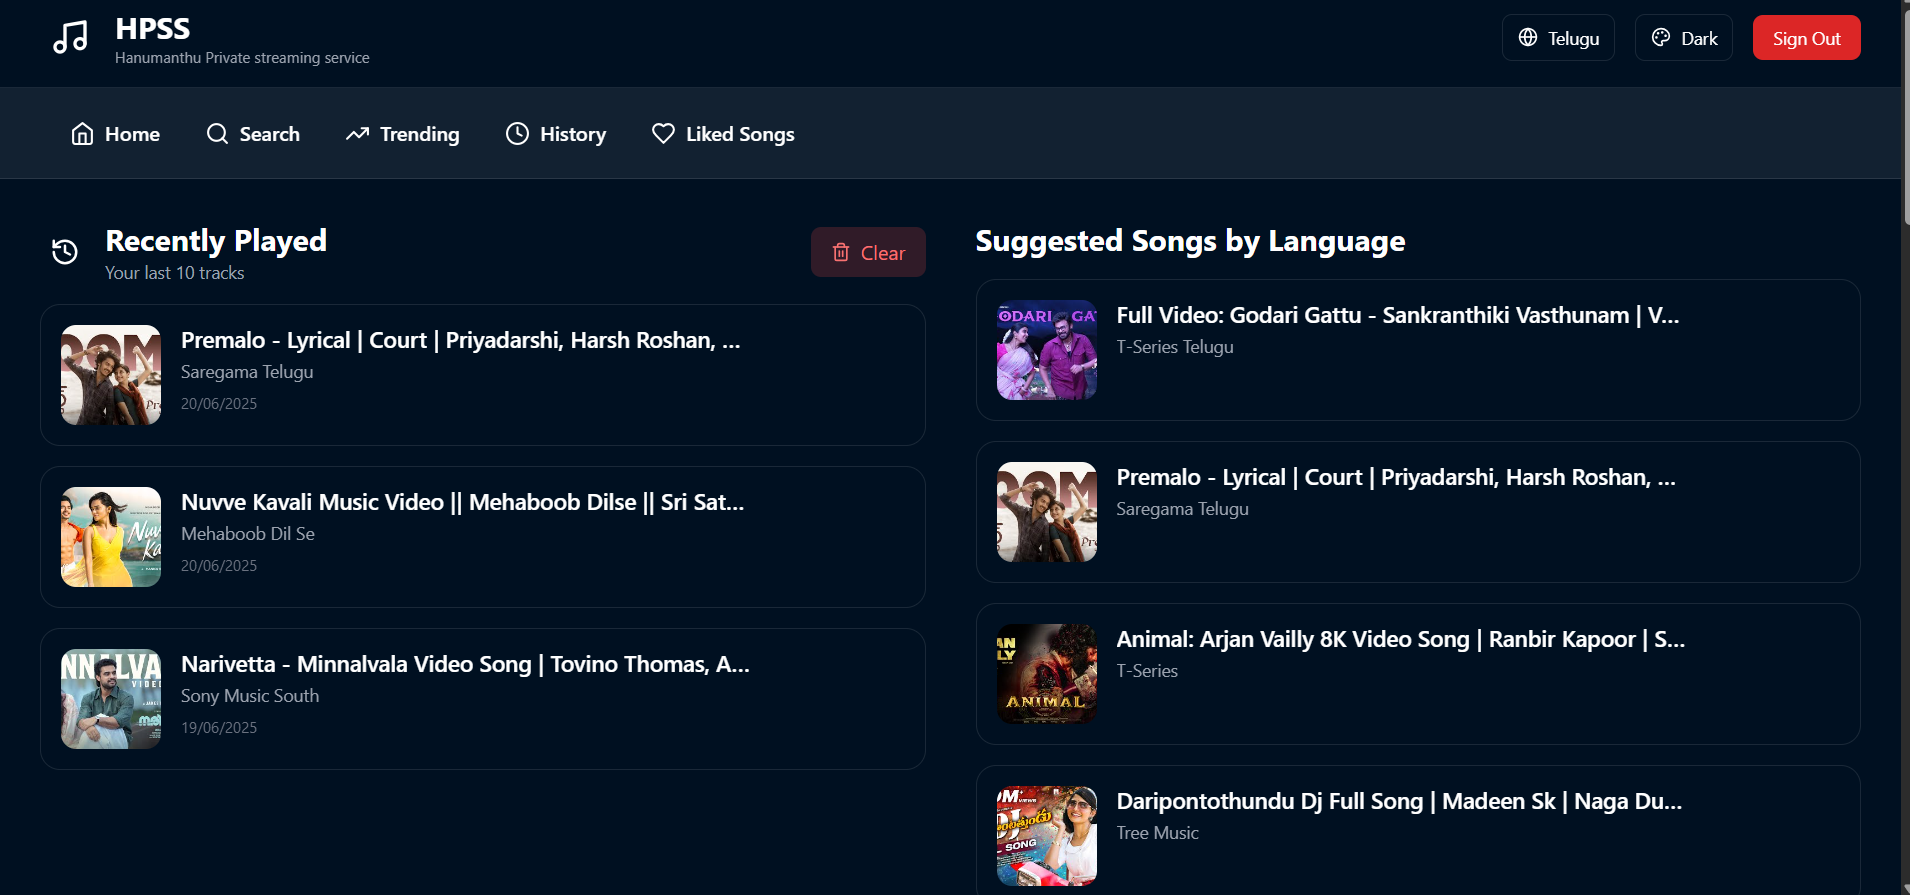 HPSS
Hanumanthu Private streaming service
Telugu
Dark
Sign Out
Home
Search
Trending
History
Liked Songs
Recently Played
Your last 10 tracks
Clear
Premalo - Lyrical | Court | Priyadarshi, Harsh Roshan, ...
Saregama Telugu
20/06/2025
Nuvve Kavali Music Video || Mehaboob Dilse || Sri Sat...
Mehaboob Dil Se
20/06/2025
Narivetta - Minnalvala Video Song | Tovino Thomas, A...
Sony Music South
19/06/2025
Suggested Songs by Language
ODARI GAT
Full Video: Godari Gattu - Sankranthiki Vasthunam | V...
T-Series Telugu
Premalo - Lyrical | Court | Priyadarshi, Harsh Roshan, ...
Saregama Telugu
ANIMAL
Animal: Arjan Vailly 8K Video Song | Ranbir Kapoor | S...
T-Series
DJ
SONG
Daripontothundu Dj Full Song | Madeen Sk | Naga Du...
Tree Music